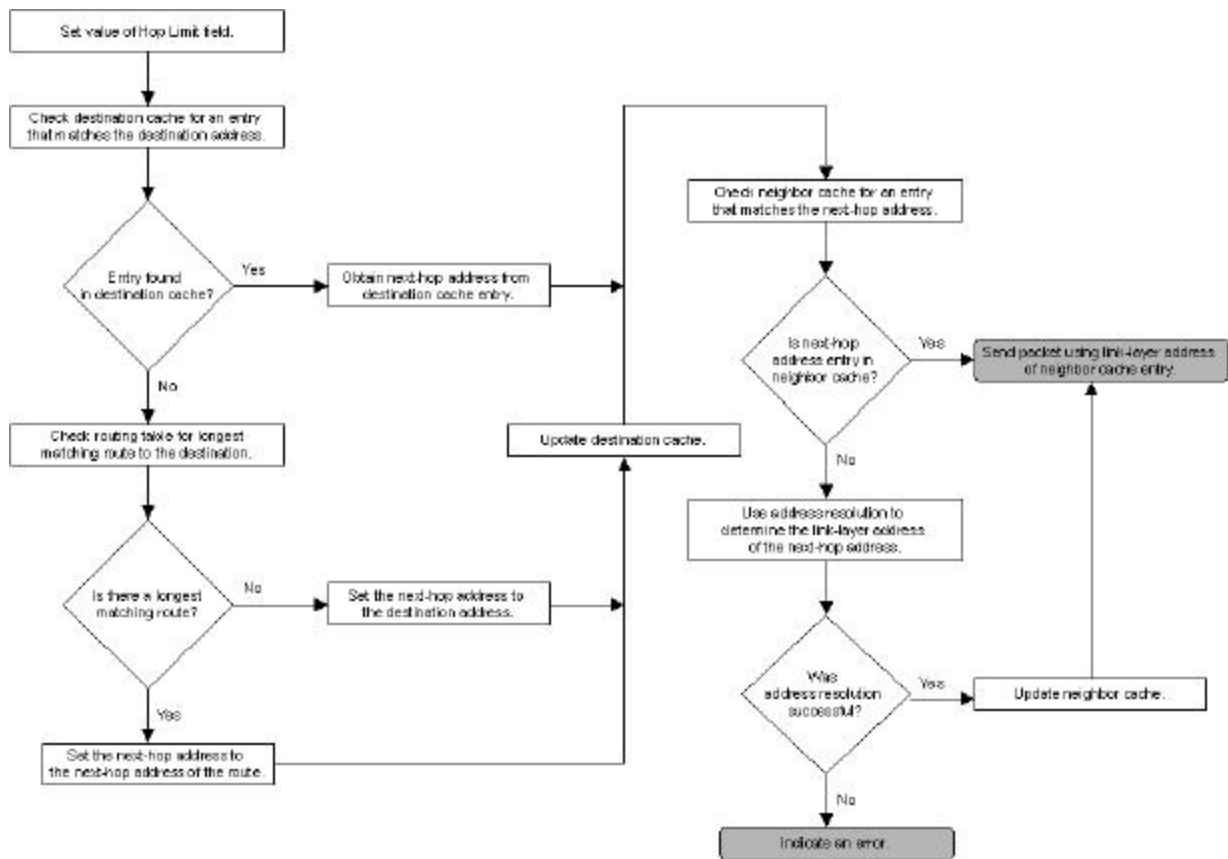 Set value of Hop Limit field.
Check destination cache for an entry
that matches the destination address.
Entry found
in destination cache?
Yes
Obtain next-hop address from
destination cache entry.
No
Check routing table for longest
matching route to the destination.
Is there a longest
matching route?
No
Set the next-hop address to
the destination address.
Yes
Set the next-hop address to
the next-hop address of the route.
Update destination cache.
Check neighbor cache for an entry
that matches the next-hop address.
Is next-hop
address entry in
neighbor cache?
Yes
Send packet using link-layer address
of neighbor cache entry.
No
Use address resolution to
determine the link-layer address
of the next-hop address.
Was
address resolution
successful?
Yes
Update neighbor cache.
No
Indicate an error.